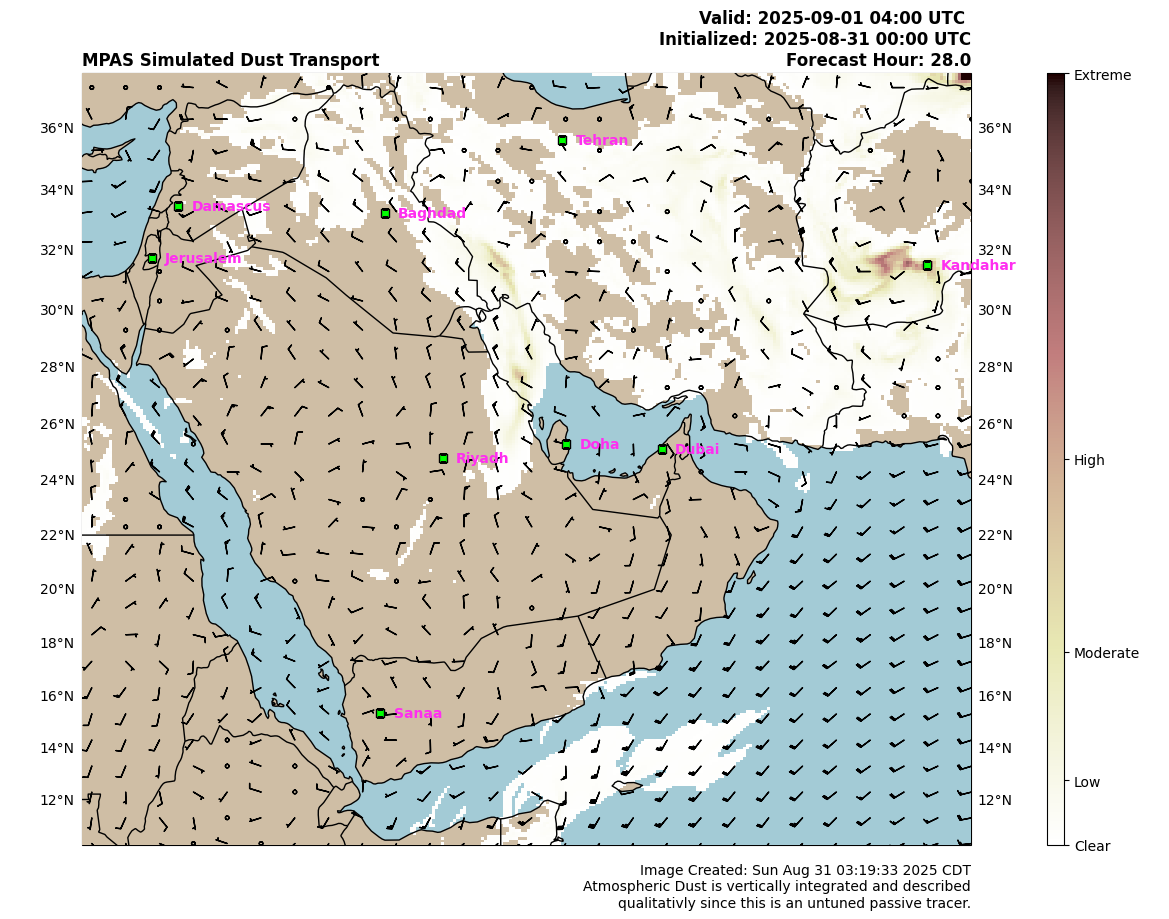 Valid: 2025-09-01 04:00 UTC
Initialized: 2025-08-31 00:00 UTC
MPAS Simulated Dust Transport
Forecast Hour: 28.0
Extreme
High
Moderate
Low
Clear
36°N
34°N
32°N
30°N
28°N
26°N
24°N
22°N
20°N
18°N
16°N
14°N
12°N
36°N
34°N
32°N
30°N
28°N
26°N
24°N
22°N
20°N
18°N
16°N
14°N
12°N
Tehran
Damascus
Baghdad
Jerusalem
Kandahar
Doha
Dubai
Riyadh
Sanaa
Image Created: Sun Aug 31 03:19:33 2025 CDT
Atmospheric Dust is vertically integrated and described
qualitativly since this is an untuned passive tracer.